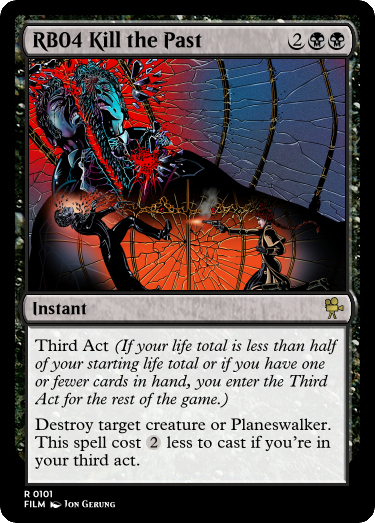 RB04 Kill the Past 2
Instant
Third Act (If your life total is less than half
of your starting life total or if you have one
or fewer cards in hand, you enter the Third
Act for the rest of the game.)
Destroy target creature or Planeswalker.
This spell cost 2 less to cast if you're in
your third act.
R 0101
FILM Jon Gerung